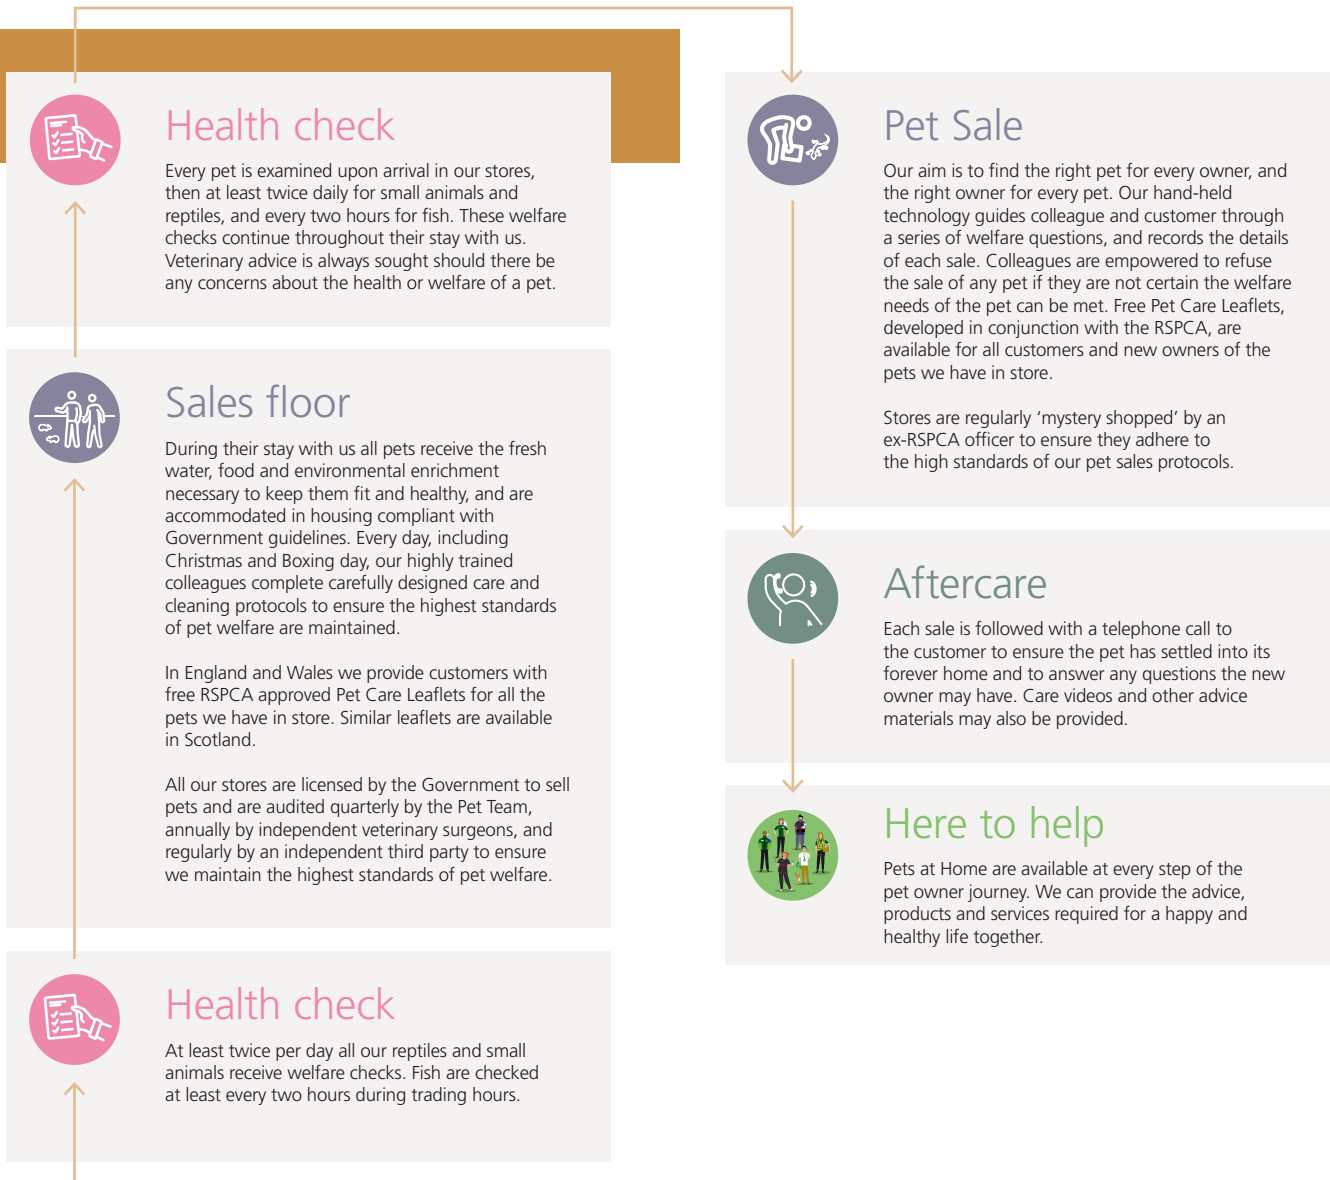 Health check
Every pet is examined upon arrival in our stores,
then at least twice daily for small animals and
reptiles, and every two hours for fish. These welfare
checks continue throughout their stay with us.
Veterinary advice is always sought should there be
any concerns about the health or welfare of a pet.
Sales floor
During their stay with us all pets receive the fresh
water, food and environmental enrichment
necessary to keep them fit and healthy, and are
accommodated in housing compliant with
Government guidelines. Every day, including
Christmas and Boxing day, our highly trained
colleagues complete carefully designed care and
cleaning protocols to ensure the highest standards
of pet welfare are maintained.
In England and Wales we provide customers with
free RSPCA approved Pet Care Leaflets for all the
pets we have in store. Similar leaflets are available
in Scotland.
All our stores are licensed by the Government to sell
pets and are audited quarterly by the Pet Team,
annually by independent veterinary surgeons, and
regularly by an independent third party to ensure
we maintain the highest standards of pet welfare.
Health check
At least twice per day all our reptiles and small
animals receive welfare checks. Fish are checked
at least every two hours during trading hours.
Pet Sale
Our aim is to find the right pet for every owner, and
the right owner for every pet. Our hand-held
technology guides colleague and customer through
a series of welfare questions, and records the details
of each sale. Colleagues are empowered to refuse
the sale of any pet if they are not certain the welfare
needs of the pet can be met. Free Pet Care Leaflets,
developed in conjunction with the RSPCA, are
available for all customers and new owners of the
pets we have in store.
Stores are regularly ‘mystery shopped’ by an
ex-RSPCA officer to ensure they adhere to
the high standards of our pet sales protocols.
Aftercare
Each sale is followed with a telephone call to
the customer to ensure the pet has settled into its
forever home and to answer any questions the new
owner may have. Care videos and other advice
materials may also be provided.
Here to help
Pets at Home are available at every step of the
pet owner journey. We can provide the advice,
products and services required for a happy and
healthy life together.